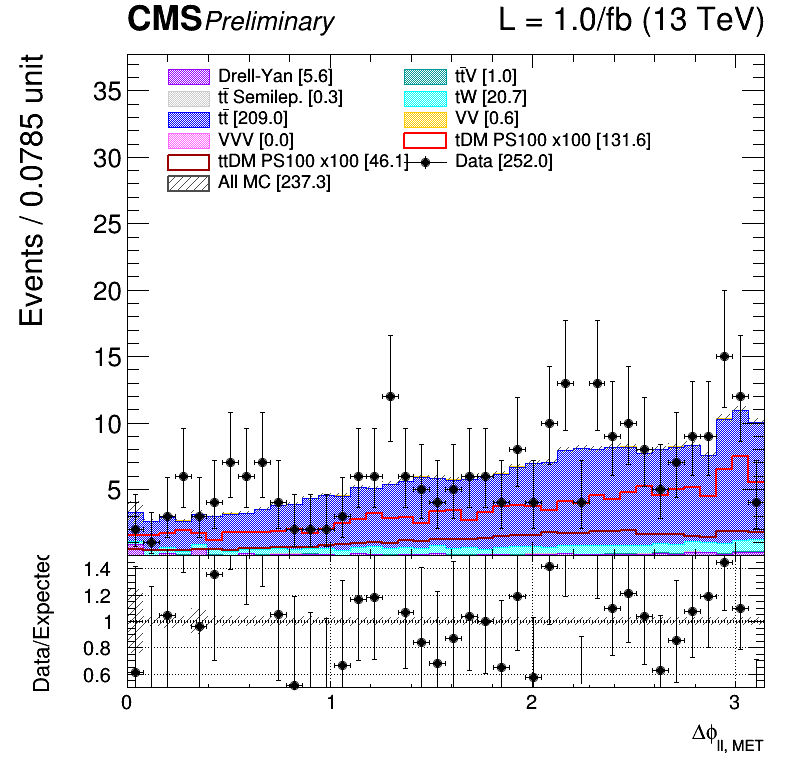 CMS Preliminary L = 1.0/fb (13 TeV)
Events / 0.0785 unit
35
30
25
20
15
10
5
Drell-Yan [5.6]
tt̄V [1.0]
tt̄ Semilep. [0.3]
tW [20.7]
tt̄ [209.0]
VV [0.6]
VVV [0.0]
tDM PS100 x100 [131.6]
ttDM PS100 x100 [46.1]
Data [252.0]
All MC [237.3]
Data/Expected
1.4
1.2
1
0.8
0.6
0 1 2 3
Δϕll, MET